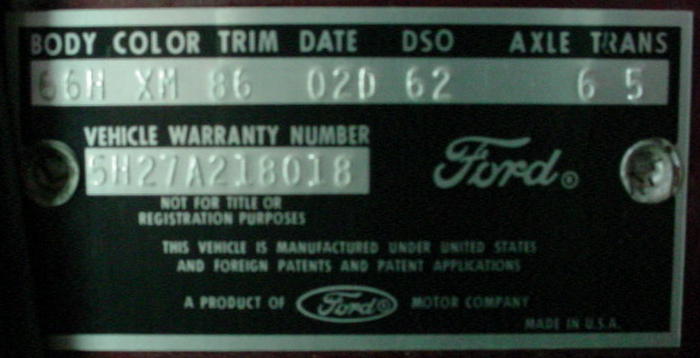 BODY COLOR TRIM DATE DSO AXLE TRANS
66H XM 86 02D 62 6 5
VEHICLE WARRANTY NUMBER
5H27A218018
Ford ®
NOT FOR TITLE OR
REGISTRATION PURPOSES
THIS VEHICLE IS MANUFACTURED UNDER UNITED STATES
AND FOREIGN PATENTS AND PATENT APPLICATIONS
A PRODUCT OF Ford ® MOTOR COMPANY
MADE IN U.S.A.